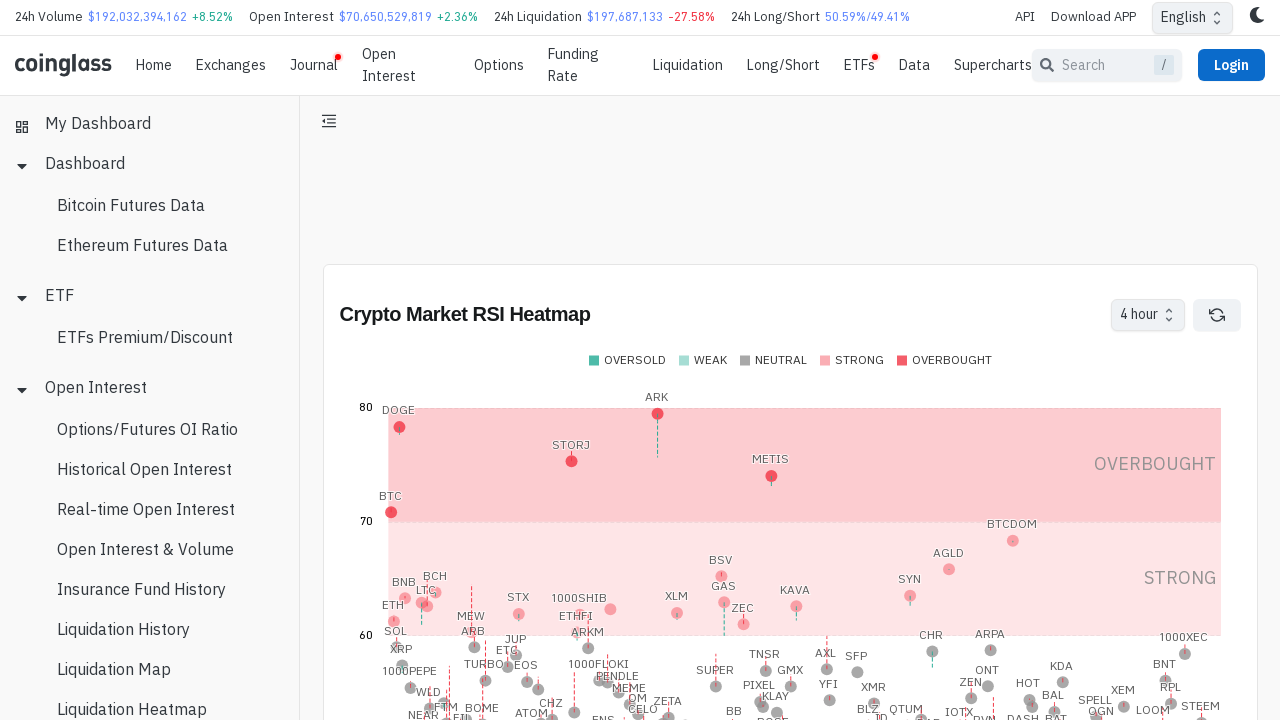 24h Volume $192,032,394,162 +8.52% Open Interest $70,650,529,819 +2.36% 24h Liquidation $197,687,133 -27.58% 24h Long/Short 50.59%/49.41% API Download APP English
coinglass Home Exchanges Journal Open Interest Options Funding Rate Liquidation Long/Short ETFs Data Supercharts Search / Login
My Dashboard
Dashboard
Bitcoin Futures Data
Ethereum Futures Data
ETF
ETFs Premium/Discount
Open Interest
Options/Futures OI Ratio
Historical Open Interest
Real-time Open Interest
Open Interest & Volume
Insurance Fund History
Liquidation History
Liquidation Map
Liquidation Heatmap
Crypto Market RSI Heatmap 4 hour
OVERSOLD WEAK NEUTRAL STRONG OVERBOUGHT
ARK
80 DOGE
STORJ
METIS OVERBOUGHT
BTC
70 BTCDOM
AGLD
BSV
BNB BCH LTC GAS SYN STRONG
ETH STX 1000SHIB XLM ZEC KAVA
MEW ETHFI
60 SOL ARB ARKM CHR ARPA 1000XEC
XRP JUP ETC TNSR AXL SFP
1000PEPE TURBO EOS 1000FLOKI SUPER GMX ONT KDA BNT
WLD PENDLE MEME PIXEL YFI XMR ZEN HOT XEM RPL
FTM CHZ OM ZETA KLAY BAL SPELL
NEAR BOME ATOM CELO BB QTUM IOTX OGN LOOM STEEM